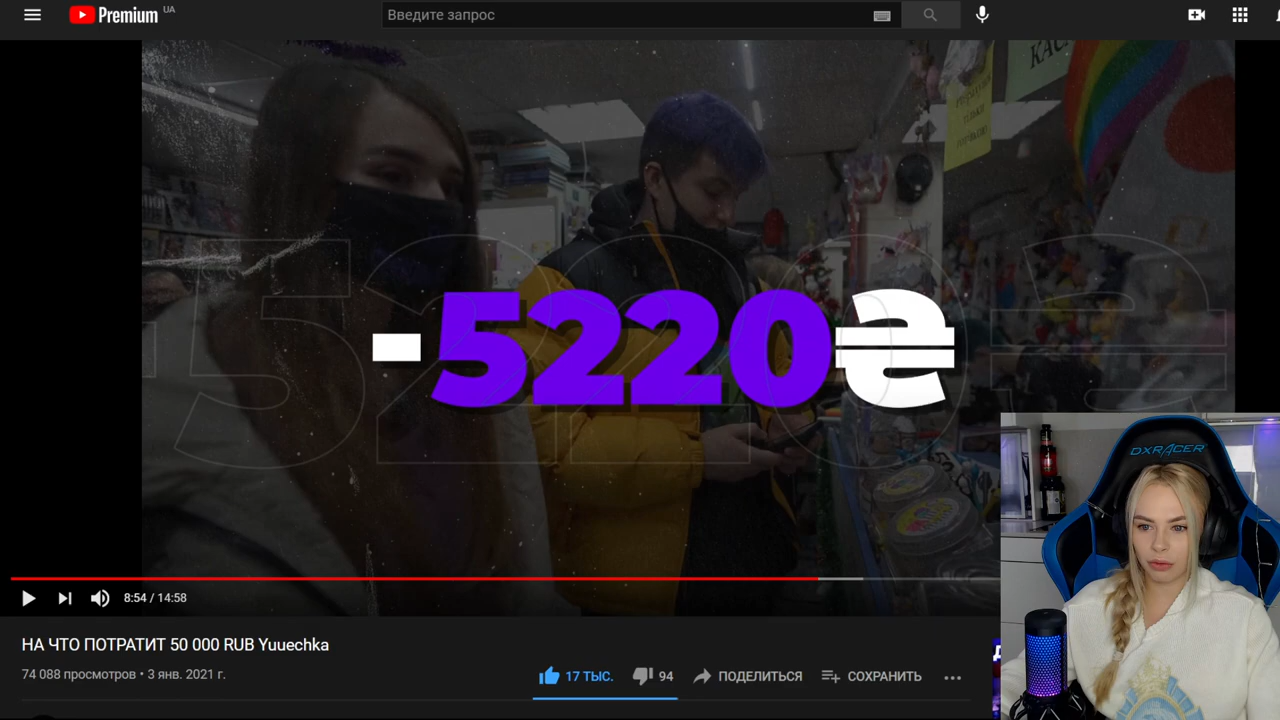 Premium UA
Введите запрос
КАС
-5220₴
DXRACER
8:54 / 14:58
НА ЧТО ПОТРАТИТ 50 000 RUB Yuuechka
74 088 просмотров • 3 янв. 2021 г.
17 ТЫС.
94
ПОДЕЛИТЬСЯ
СОХРАНИТЬ